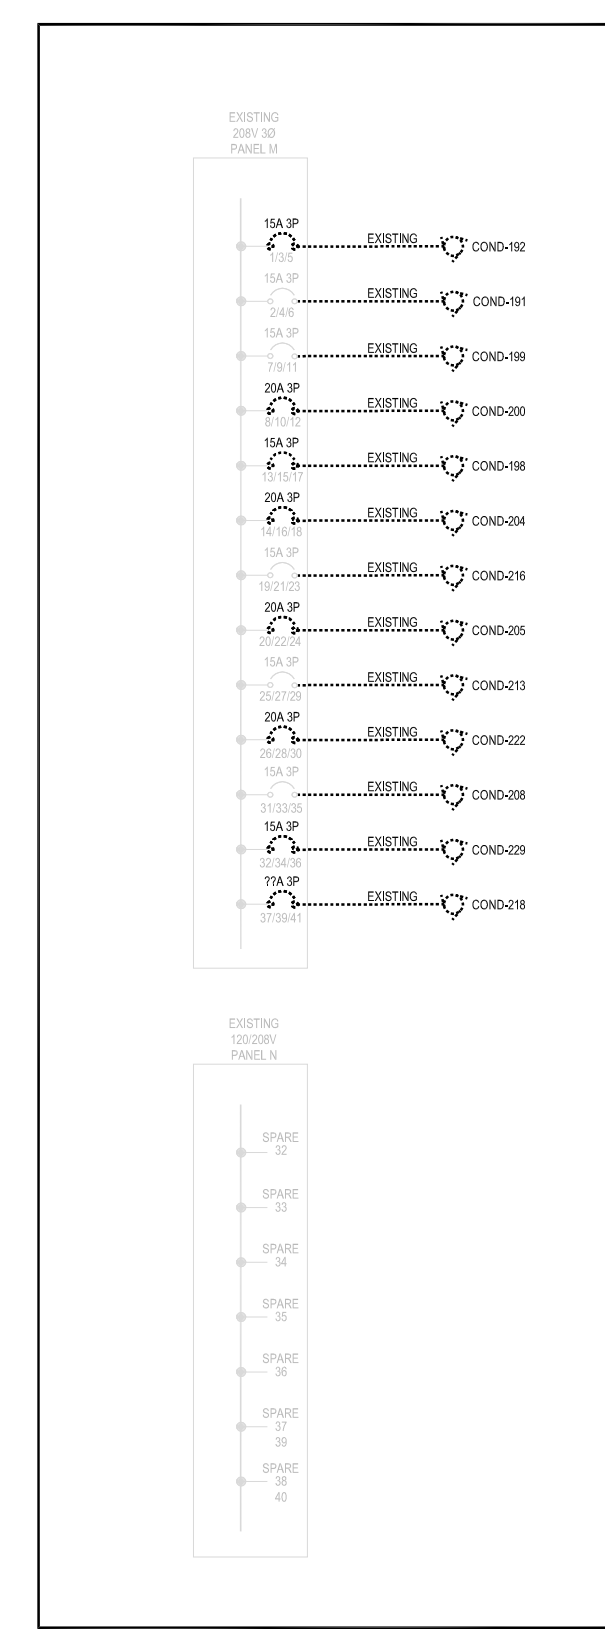 EXISTING
208V 3Ø
PANEL M
15A 3P
EXISTING
COND-192
1/3/5
15A 3P
EXISTING
COND-191
2/4/6
15A 3P
EXISTING
COND-199
7/9/11
20A 3P
EXISTING
COND-200
8/10/12
15A 3P
EXISTING
COND-198
13/15/17
20A 3P
EXISTING
COND-204
14/16/18
15A 3P
EXISTING
COND-216
19/21/23
20A 3P
EXISTING
COND-205
20/22/24
15A 3P
EXISTING
COND-213
25/27/29
20A 3P
EXISTING
COND-222
26/28/30
15A 3P
EXISTING
COND-208
31/33/35
15A 3P
EXISTING
COND-229
32/34/36
??A 3P
EXISTING
COND-218
37/39/41
EXISTING
120/208V
PANEL N
SPARE
32
SPARE
33
SPARE
34
SPARE
35
SPARE
36
SPARE
37
39
SPARE
38
40